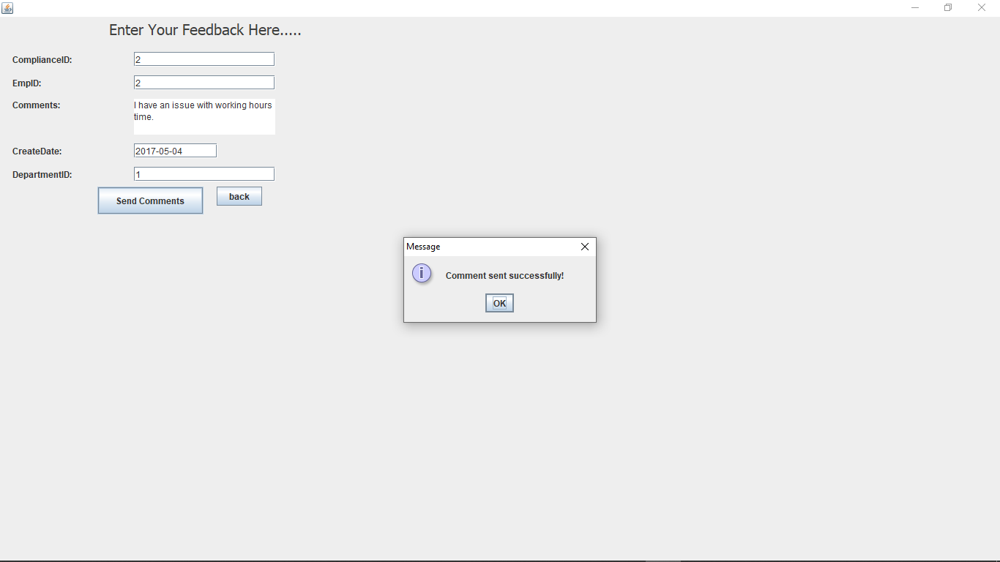 Enter Your Feedback Here.....
ComplianceID:
2
EmpID:
2
Comments:
I have an issue with working hours
time.
CreateDate:
2017-05-04
DepartmentID:
1
Send Comments
back
Message
i
Comment sent successfully!
OK